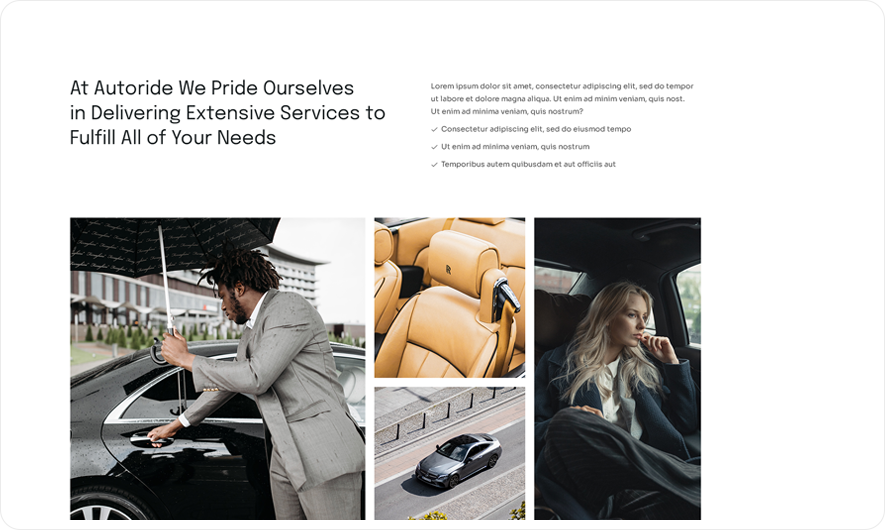 At Autoride We Pride Ourselves
in Delivering Extensive Services to
Fulfill All of Your Needs
Lorem ipsum dolor sit amet, consectetur adipiscing elit, sed do tempor
ut labore et dolore magna aliqua. Ut enim ad minim veniam, quis nost.
Ut enim ad minima veniam, quis nostrum?
Consectetur adipiscing elit, sed do eiusmod tempo
Ut enim ad minima veniam, quis nostrum
Temporibus autem quibusdam et aut officiis aut
R